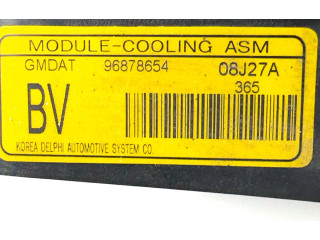 MODULE-COOLING ASM
GMDAT 96878654 08J27A
365
BV
KOREA DELPHI AUTOMOTIVE SYSTEM CO.